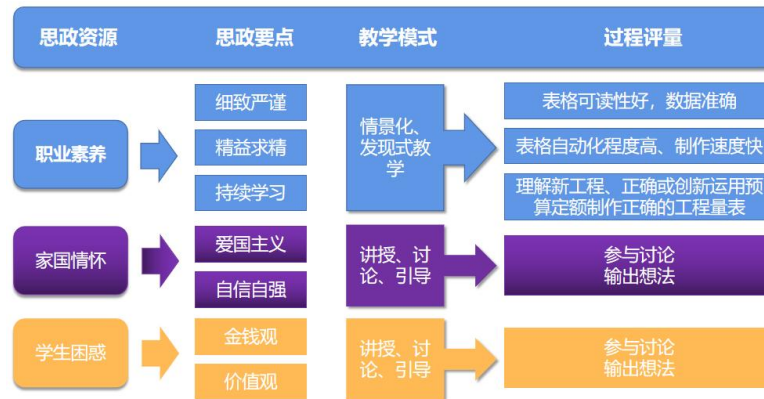 思政资源 思政要点 教学模式 过程评量
职业素养
细致严谨
精益求精
持续学习
情景化、
发现式教
学
表格可读性好，数据准确
表格自动化程度高、制作速度快
理解新工程、正确或创新运用预
算定额制作正确的工程量表
家国情怀
爱国主义
自信自强
讲授、讨
论、引导
参与讨论
输出想法
学生困惑
金钱观
价值观
讲授、讨
论、引导
参与讨论
输出想法